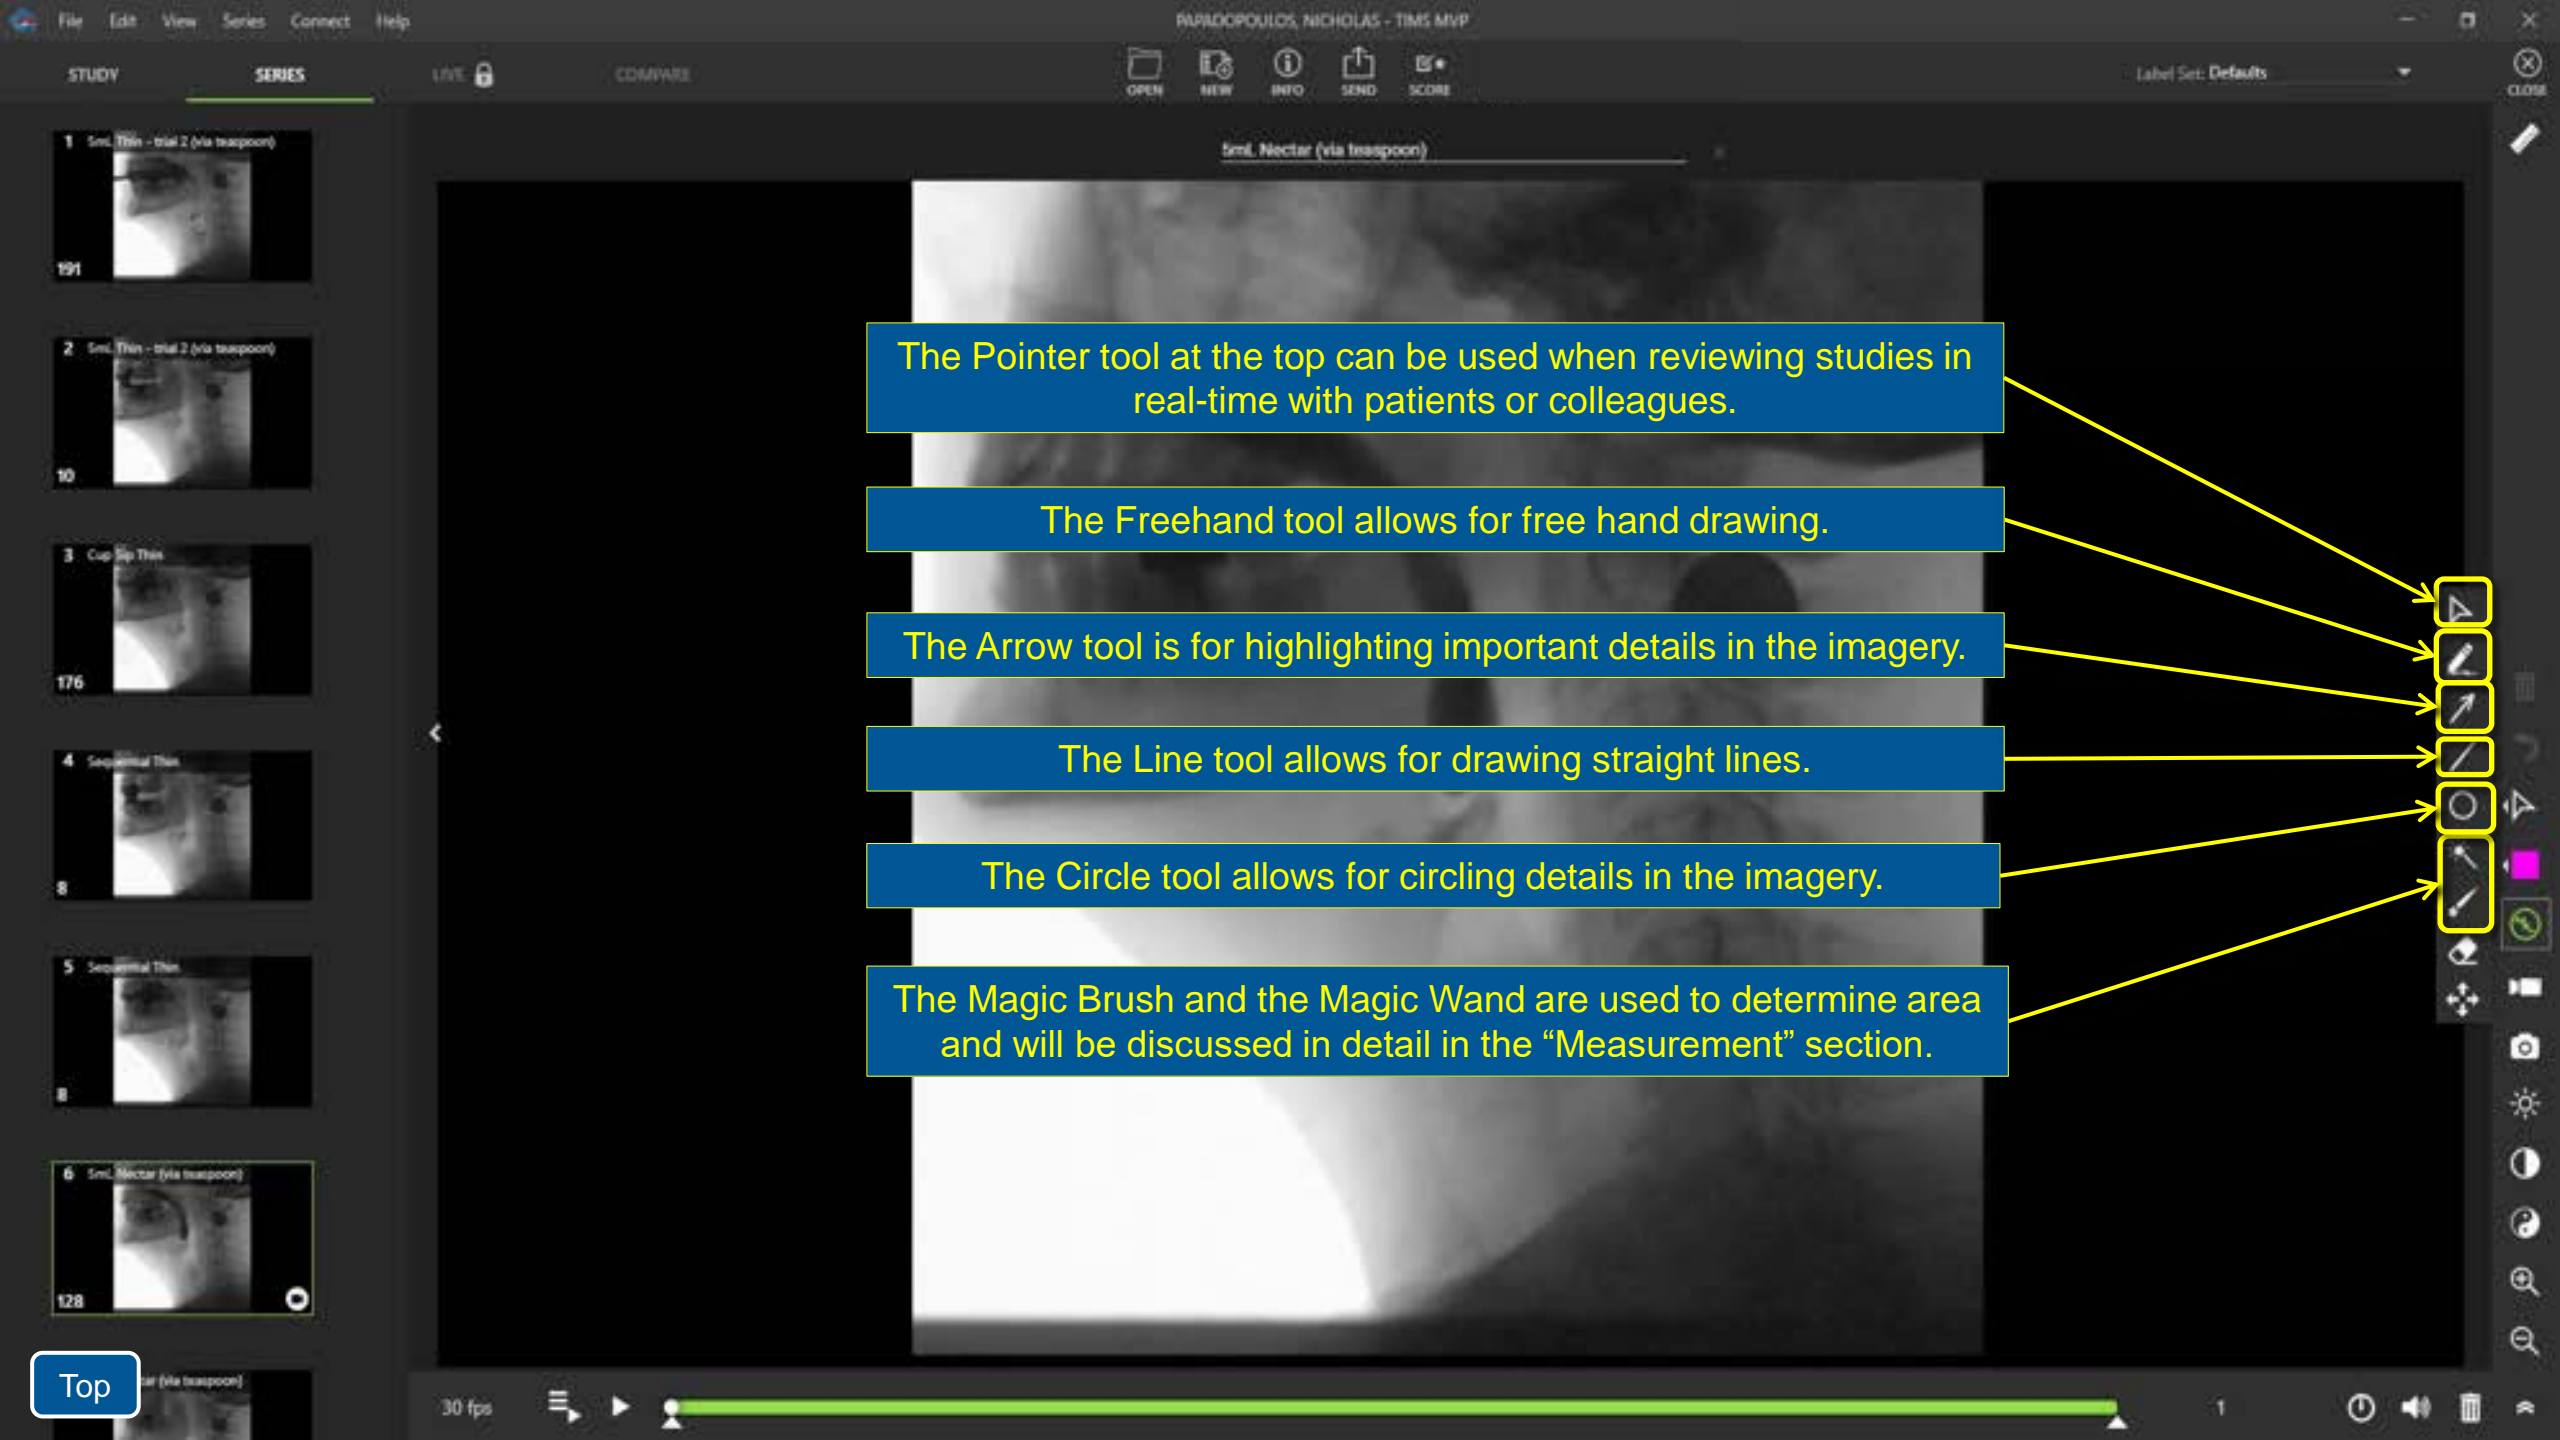 File Edit View Series Connect Help
PAPADOPOULOS, NICHOLAS - TIMS MVP
STUDY SERIES LIVE COMPARE
OPEN NEW INFO SEND SCORE
Label Set: Defaults
CLOSE
5mL Nectar (via teaspoon)
1 5mL Thin - trial 2 (via teaspoon)
191
2 5mL Thin - trial 2 (via teaspoon)
10
3 Cup Sip Thin
176
4 Sequential Thin
8
5 Sequential Thin
8
6 5mL Nectar (via teaspoon)
128
(via teaspoon)
Top
The Pointer tool at the top can be used when reviewing studies in
real-time with patients or colleagues.
The Freehand tool allows for free hand drawing.
The Arrow tool is for highlighting important details in the imagery.
The Line tool allows for drawing straight lines.
The Circle tool allows for circling details in the imagery.
The Magic Brush and the Magic Wand are used to determine area
and will be discussed in detail in the “Measurement” section.
30 fps
1